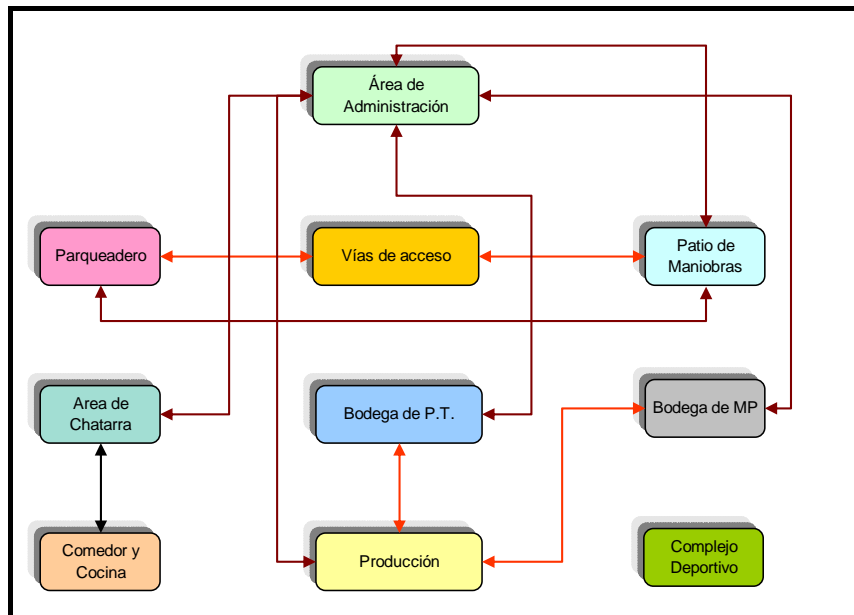 Área de
Administración
Parqueadero
Vías de acceso
Patio de
Maniobras
Area de
Chatarra
Bodega de P.T.
Bodega de MP
Comedor y
Cocina
Producción
Complejo
Deportivo